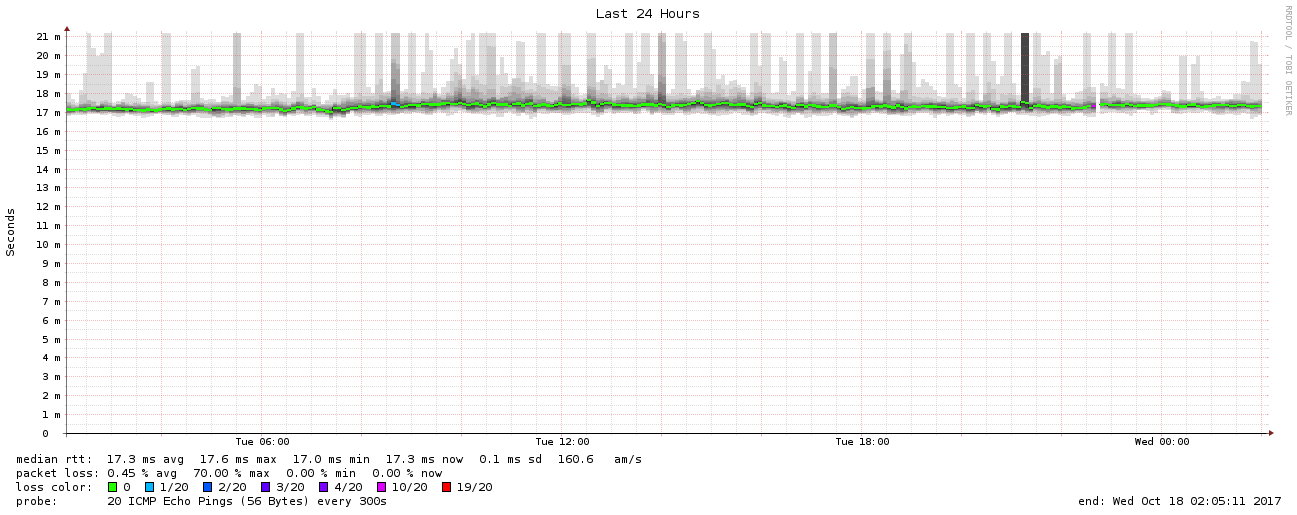 Last 24 Hours
RRDTOOL / TOBI OETIKER
Seconds
21 m
20 m
19 m
18 m
17 m
16 m
15 m
14 m
13 m
12 m
11 m
10 m
9 m
8 m
7 m
6 m
5 m
4 m
3 m
2 m
1 m
0
Tue 06:00 Tue 12:00 Tue 18:00 Wed 00:00
median rtt: 17.3 ms avg 17.6 ms max 17.0 ms min 17.3 ms now 0.1 ms sd 160.6 am/s
packet loss: 0.45 % avg 70.00 % max 0.00 % min 0.00 % now
loss color: 0 1/20 2/20 3/20 4/20 10/20 19/20
probe: 20 ICMP Echo Pings (56 Bytes) every 300s end: Wed Oct 18 02:05:11 2017